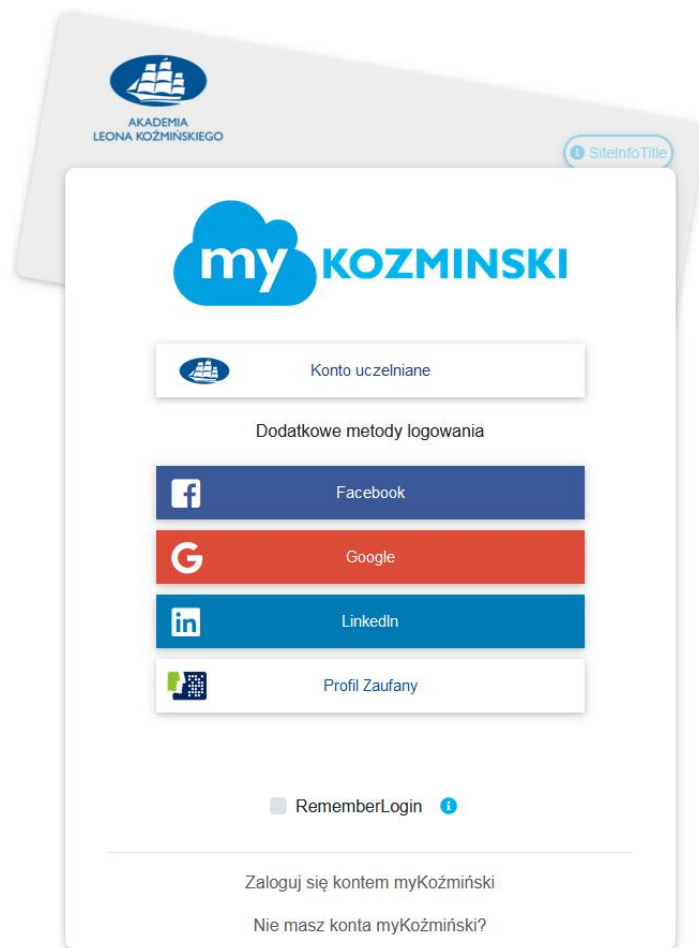 AKADEMIA
LEONA KOŹMIŃSKIEGO
SiteInfoTitle
my KOZMINSKI
Konto uczelniane
Dodatkowe metody logowania
Facebook
Google
LinkedIn
Profil Zaufany
RememberLogin
Zaloguj się kontem myKoźmiński
Nie masz konta myKoźmiński?